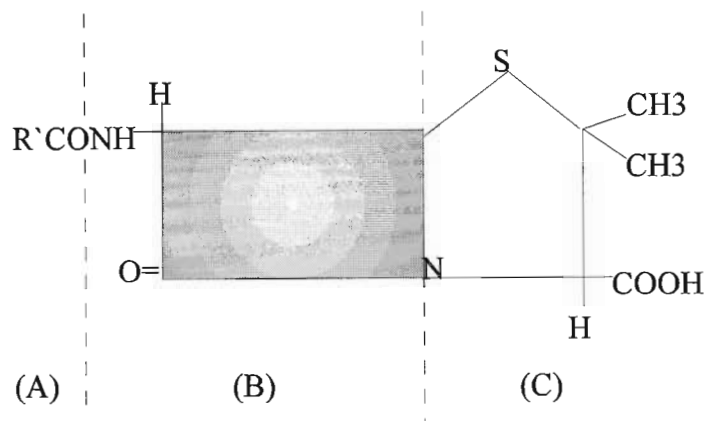 S
H
CH3
R`CONH
CH3
O=
N
COOH
H
(A) (B) (C)